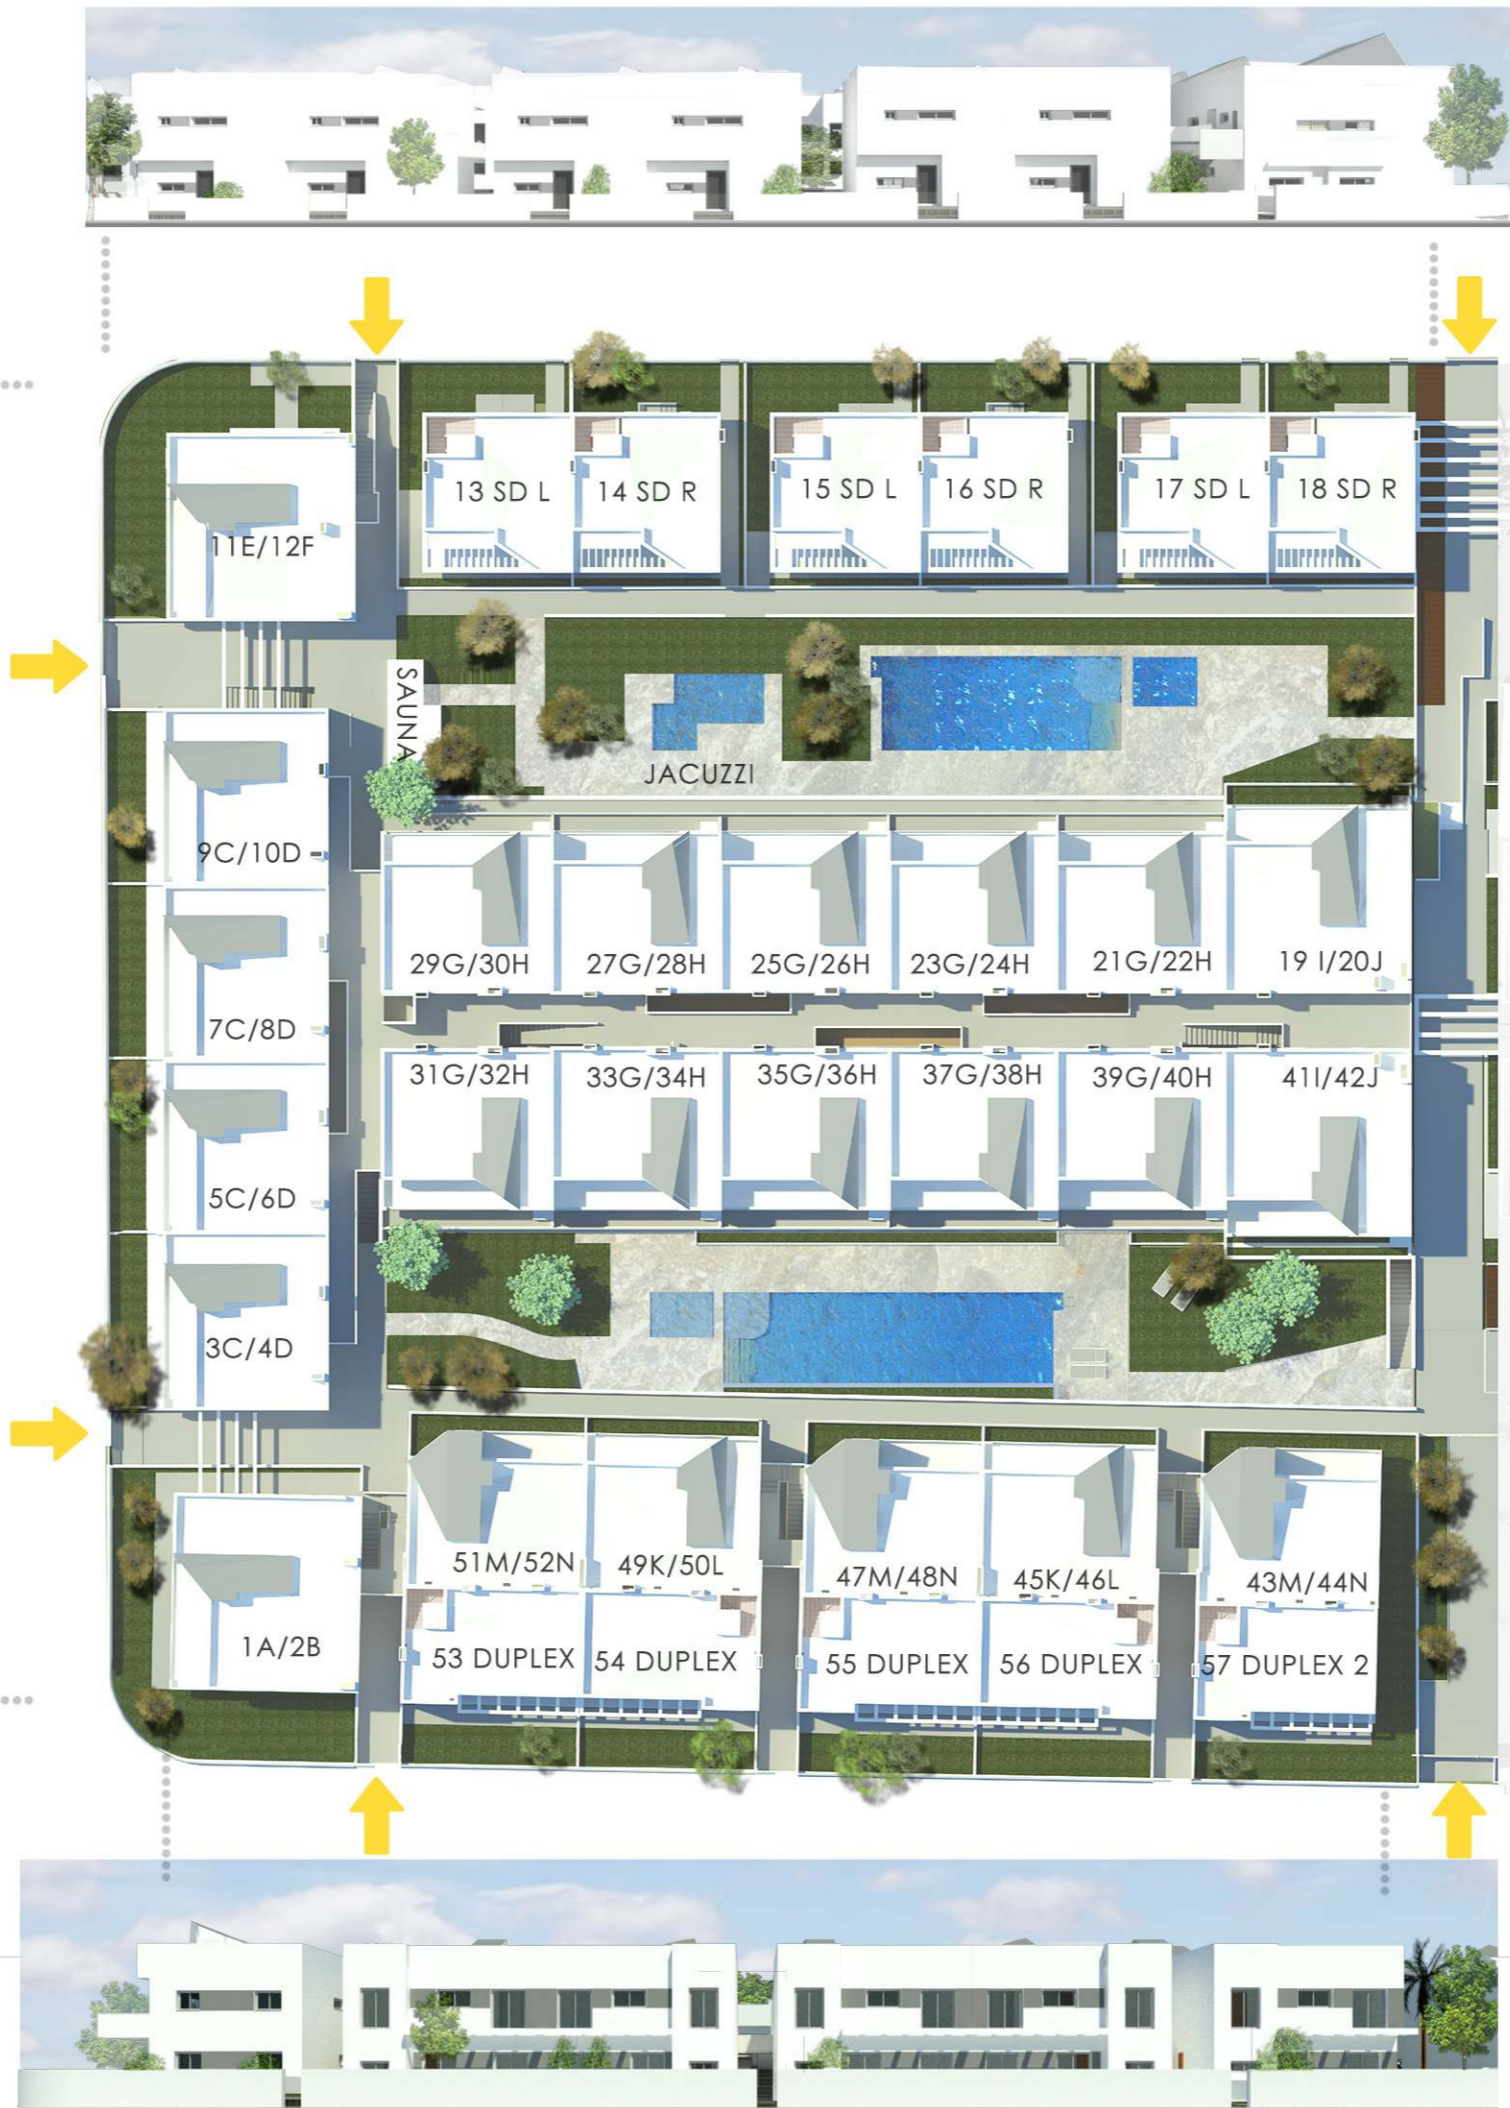 13 SD L
14 SD R
15 SD L
16 SD R
17 SD L
18 SD R
11E/12F
SAUNA
JACUZZI
9C/10D
29G/30H
27G/28H
25G/26H
23G/24H
21G/22H
19 I/20J
7C/8D
31G/32H
33G/34H
35G/36H
37G/38H
39G/40H
41I/42J
5C/6D
3C/4D
51M/52N
49K/50L
47M/48N
45K/46L
43M/44N
1A/2B
53 DUPLEX
54 DUPLEX
55 DUPLEX
56 DUPLEX
57 DUPLEX 2